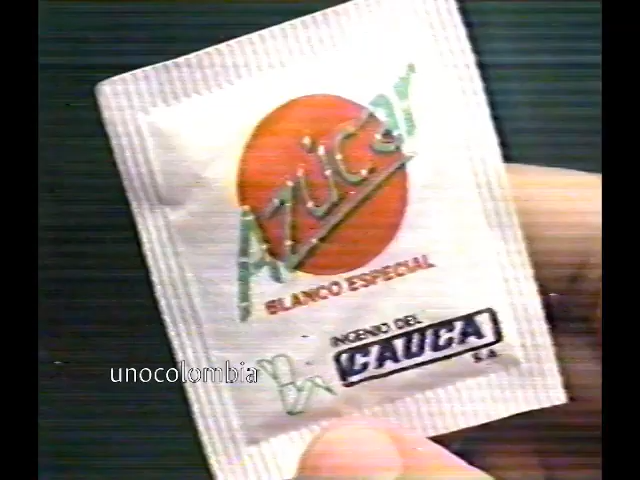 Azúcar
BLANCO ESPECIAL
INGENIO DEL
CAUCA
S.A.
unocolombia